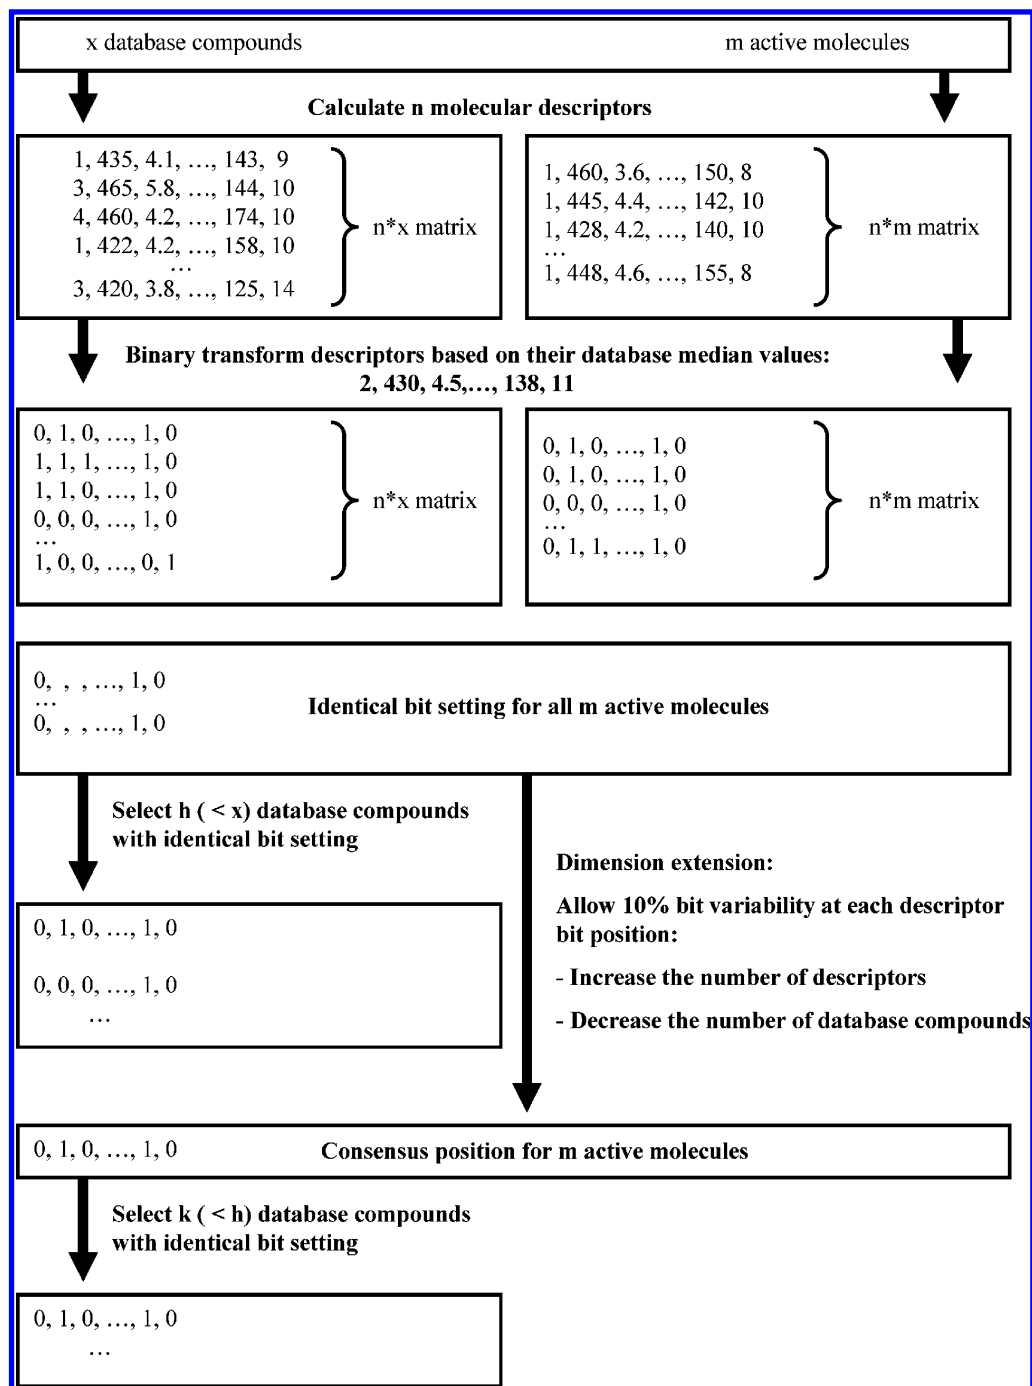 x database compounds
m active molecules
Calculate n molecular descriptors
1, 435, 4.1, …, 143, 9
3, 465, 5.8, …, 144, 10
4, 460, 4.2, …, 174, 10
1, 422, 4.2, …, 158, 10
…
3, 420, 3.8, …, 125, 14
n*x matrix
1, 460, 3.6, …, 150, 8
1, 445, 4.4, …, 142, 10
1, 428, 4.2, …, 140, 10
…
1, 448, 4.6, …, 155, 8
n*m matrix
Binary transform descriptors based on their database median values:
2, 430, 4.5,…, 138, 11
0, 1, 0, …, 1, 0
1, 1, 1, …, 1, 0
1, 1, 0, …, 1, 0
0, 0, 0, …, 1, 0
…
1, 0, 0, …, 0, 1
n*x matrix
0, 1, 0, …, 1, 0
0, 1, 0, …, 1, 0
0, 0, 0, …, 1, 0
…
0, 1, 1, …, 1, 0
n*m matrix
0, , , …, 1, 0
…
0, , , …, 1, 0
Identical bit setting for all m active molecules
Select h ( < x) database compounds
with identical bit setting
0, 1, 0, …, 1, 0
0, 0, 0, …, 1, 0
…
Dimension extension:
Allow 10% bit variability at each descriptor
bit position:
- Increase the number of descriptors
- Decrease the number of database compounds
0, 1, 0, …, 1, 0
Consensus position for m active molecules
Select k ( < h) database compounds
with identical bit setting
0, 1, 0, …, 1, 0
…